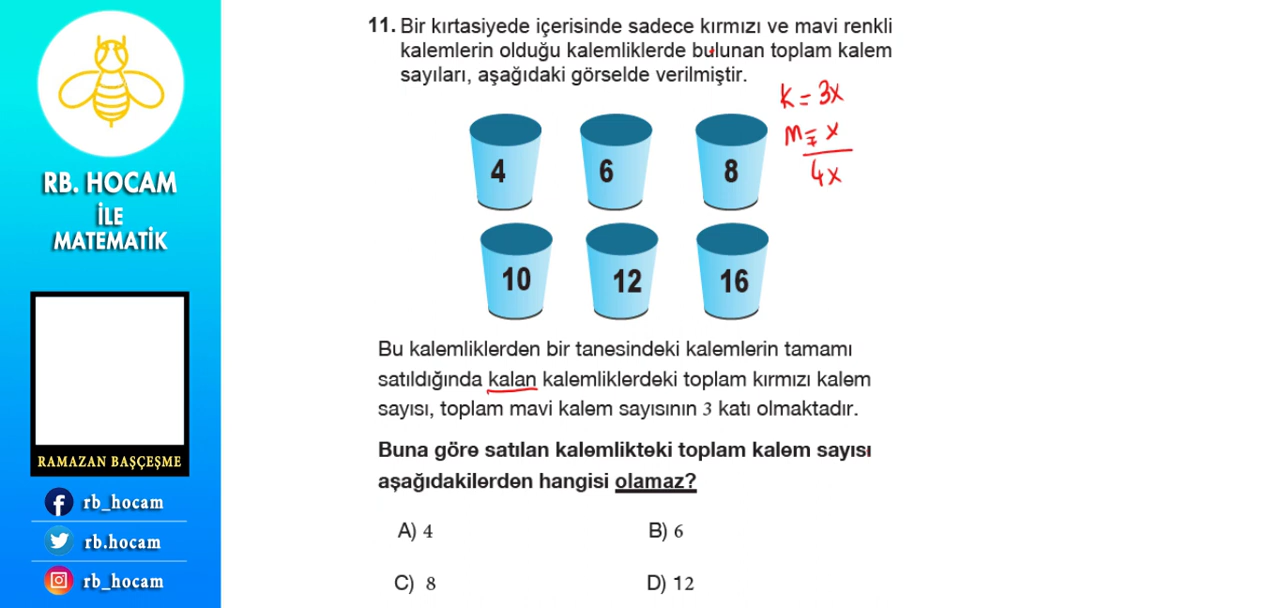 RB. HOCAM
İLE
MATEMATİK
RAMAZAN BAŞÇEŞME
rb_hocam
rb.hocam
rb_hocam
11. Bir kırtasiyede içerisinde sadece kırmızı ve mavi renkli
kalemlerin olduğu kalemliklerde bulunan toplam kalem
sayıları, aşağıdaki görselde verilmiştir.
k = 3x
m = x
4x
4 6 8
10 12 16
Bu kalemliklerden bir tanesindeki kalemlerin tamamı
satıldığında kalan kalemliklerdeki toplam kırmızı kalem
sayısı, toplam mavi kalem sayısının 3 katı olmaktadır.
Buna göre satılan kalemlikteki toplam kalem sayısı
aşağıdakilerden hangisi olamaz?
A) 4 B) 6
C) 8 D) 12